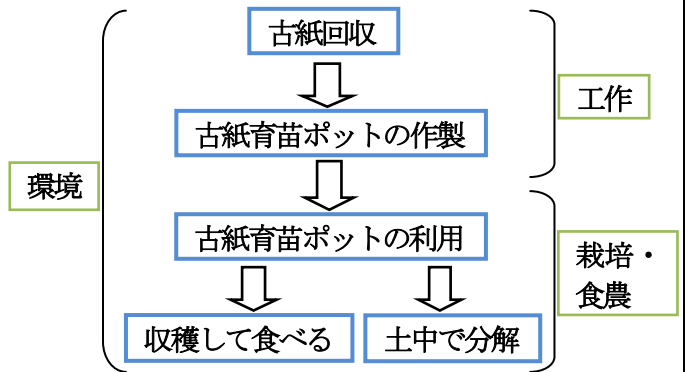 古紙回収
工作
古紙育苗ポットの作製
環境
古紙育苗ポットの利用
栽培・
食農
収穫して食べる
土中で分解